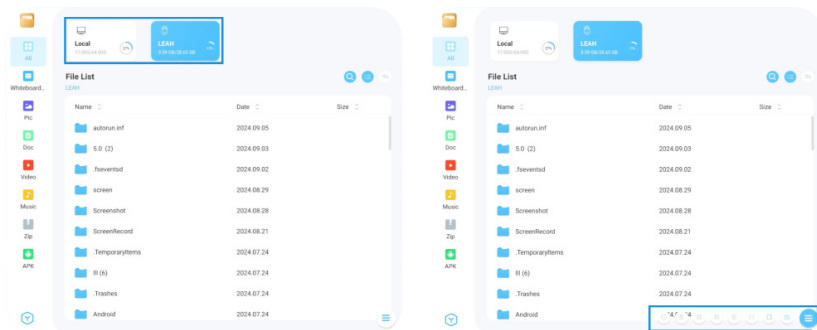 Local
LEAH
All
File List
LEAH
Whiteboard..
Name Date Size
Pic
autorun.inf 2024.09.05
Doc
5.0 (2) 2024.09.03
Video
.fseventsd 2024.09.02
Music
screen 2024.08.29
Screenshot 2024.08.28
Zip
ScreenRecord 2024.08.21
APK
.TemporaryItems 2024.07.24
lll (6) 2024.07.24
.Trashes 2024.07.24
Android 2024.07.24
Local
LEAH
All
File List
LEAH
Whiteboard..
Name Date Size
Pic
autorun.inf 2024.09.05
Doc
5.0 (2) 2024.09.03
Video
.fseventsd 2024.09.02
Music
screen 2024.08.29
Screenshot 2024.08.28
Zip
ScreenRecord 2024.08.21
APK
.TemporaryItems 2024.07.24
lll (6) 2024.07.24
.Trashes 2024.07.24
Android